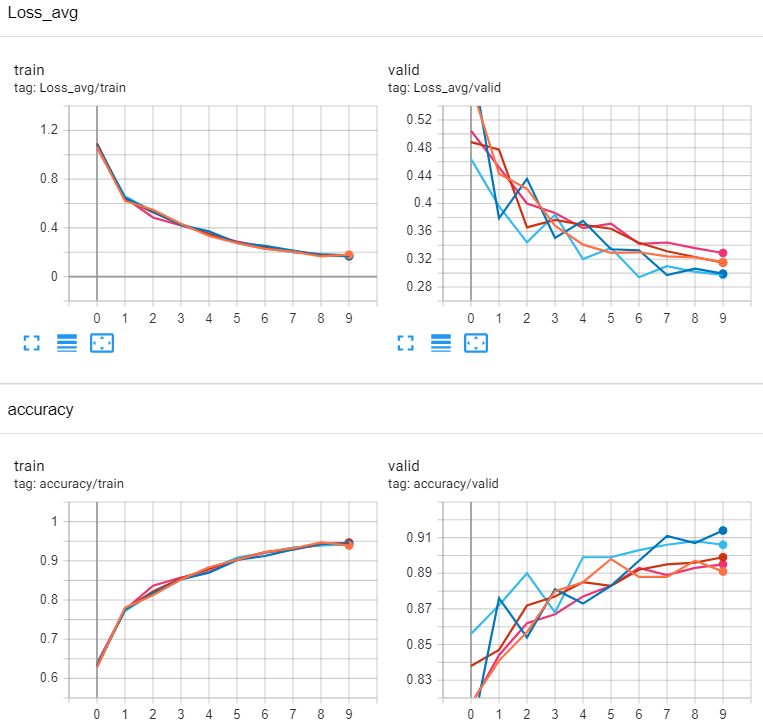 Loss_avg
train
tag: Loss_avg/train
1.2
0.8
0.4
0
0 1 2 3 4 5 6 7 8 9
valid
tag: Loss_avg/valid
0.52
0.48
0.44
0.4
0.36
0.32
0.28
0 1 2 3 4 5 6 7 8 9
accuracy
train
tag: accuracy/train
1
0.9
0.8
0.7
0.6
0 1 2 3 4 5 6 7 8 9
valid
tag: accuracy/valid
0.91
0.89
0.87
0.85
0.83
0 1 2 3 4 5 6 7 8 9